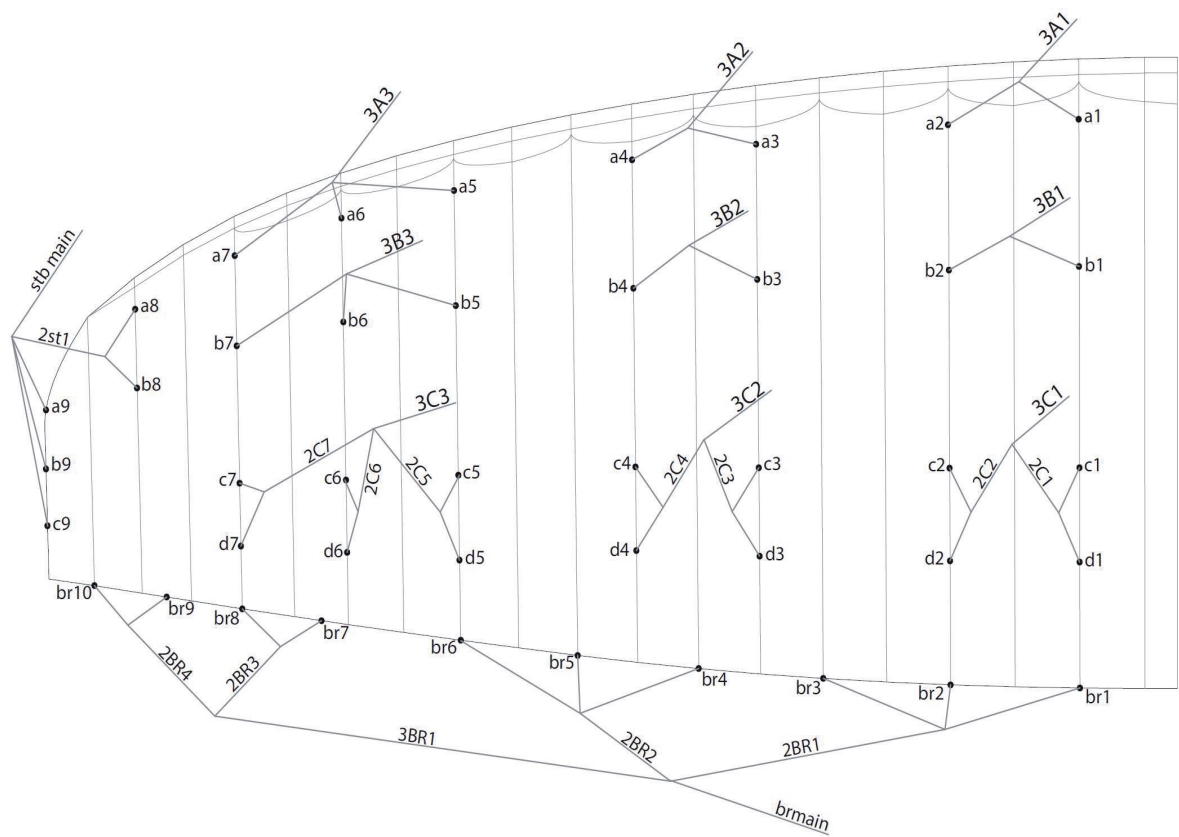 3A1
3A2
3A3
a2
a1
a3
a4
a5
a6
a7
3B1
3B2
3B3
stb main
2st1
a8
b8
b1
b2
b3
b4
b5
b6
b7
a9
b9
c9
3C1
3C2
3C3
2C7
2C6
2C5
2C4
2C3
2C2
2C1
c7
c6
c5
c4
c3
c2
c1
d7
d6
d5
d4
d3
d2
d1
br10
br9
br8
br7
br6
br5
br4
br3
br2
br1
2BR4
2BR3
3BR1
2BR2
2BR1
brmain